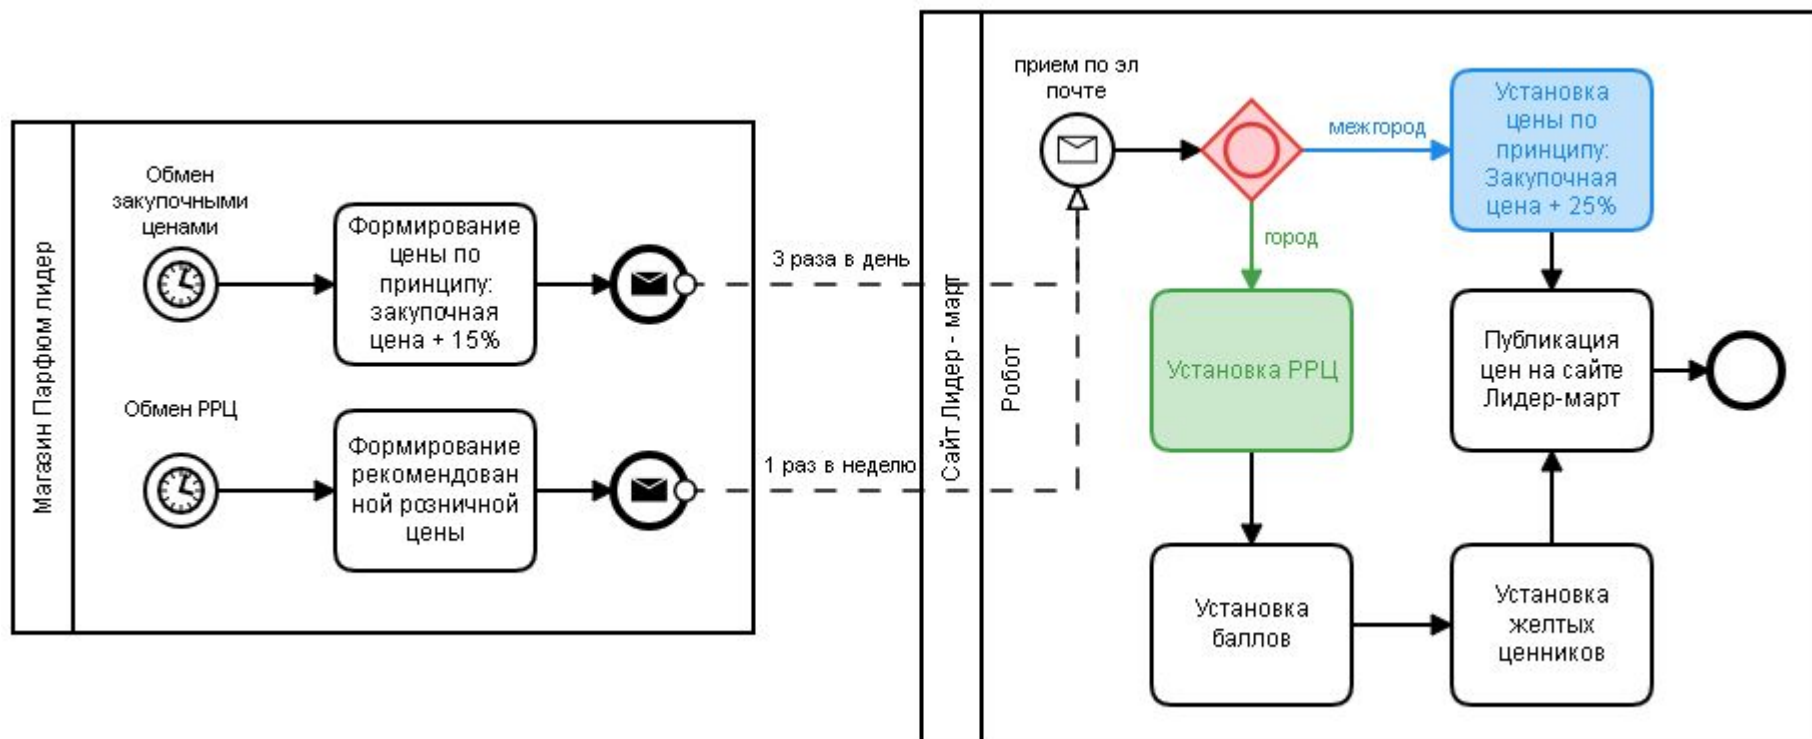 Магазин Парфюм лидер
Обмен
закупочными
ценами
Формирование
цены по
принципу:
закупочная
цена + 15%
3 раза в день
Обмен РРЦ
Формирование
рекомендован
ной розничной
цены
1 раз в неделю
Сайт Лидер - март
Робот
прием по эл
почте
межгород
Установка
цены по
принципу:
Закупочная
цена + 25%
город
Установка РРЦ
Публикация
цен на сайте
Лидер-март
Установка
баллов
Установка
желтых
ценников